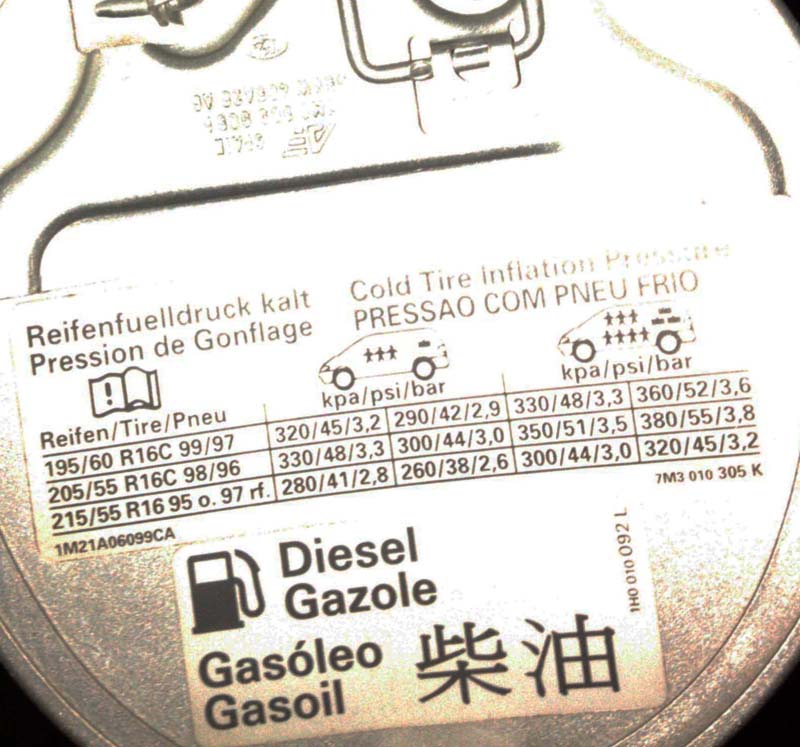 Reifenfuelldruck kalt
Pression de Gonflage
Cold Tire Inflation Pressure
PRESSAO COM PNEU FRIO
kpa/psi/bar kpa/psi/bar
Reifen/Tire/Pneu
195/60 R16C 99/97 320/45/3,2 290/42/2,9 330/48/3,3 360/52/3,6
205/55 R16C 98/96 330/48/3,3 300/44/3,0 350/51/3,5 380/55/3,8
215/55 R16 95 o. 97 rf. 280/41/2,8 260/38/2,6 300/44/3,0 320/45/3,2
1M21A06099CA
7M3 010 305 K
Diesel
Gazole
Gasóleo
Gasoil
柴油
1H0 010 092 L